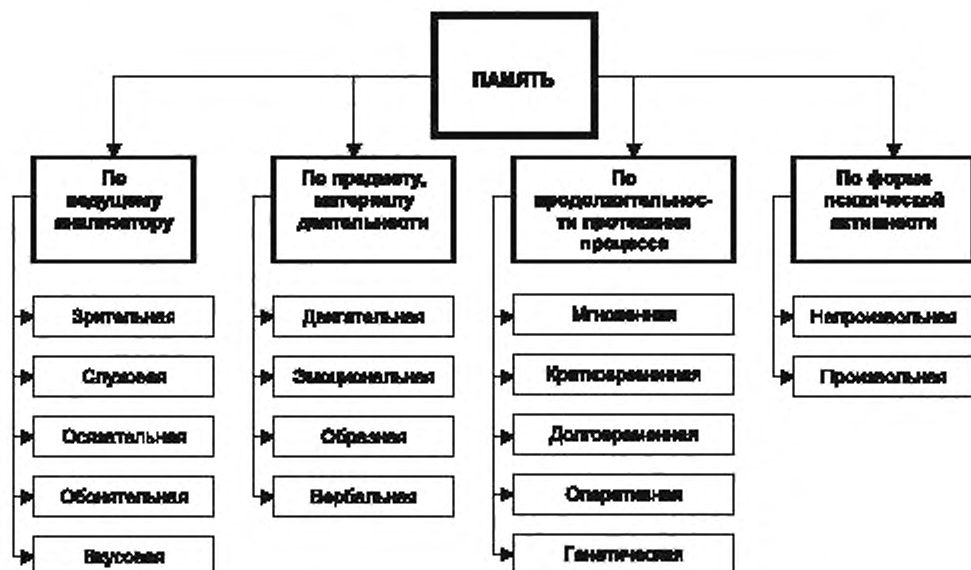 ПАМЯТЬ
По
ведущему
анализатору
По предмету,
материалу
деятельности
По
продолжительнос-
ти протекания
процесса
По форме
психической
активности
Зрительная
Слуховая
Осязательная
Обонятельная
Вкусовая
Двигательная
Эмоциональная
Образная
Вербальная
Мгновенная
Кратковременная
Долговременная
Оперативная
Генетическая
Непроизвольная
Произвольная